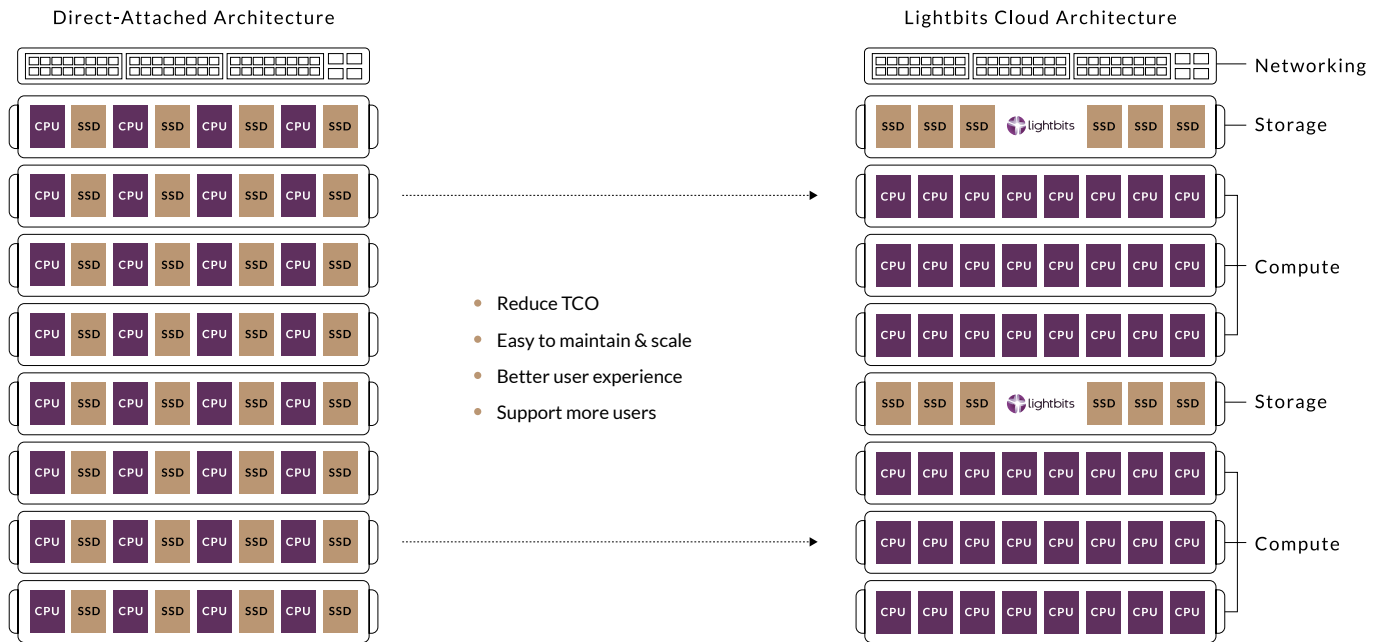 Direct-Attached Architecture
CPU SSD CPU SSD CPU SSD CPU SSD
CPU SSD CPU SSD CPU SSD CPU SSD
CPU SSD CPU SSD CPU SSD CPU SSD
CPU SSD CPU SSD CPU SSD CPU SSD
CPU SSD CPU SSD CPU SSD CPU SSD
CPU SSD CPU SSD CPU SSD CPU SSD
CPU SSD CPU SSD CPU SSD CPU SSD
CPU SSD CPU SSD CPU SSD CPU SSD
Reduce TCO
Easy to maintain & scale
Better user experience
Support more users
Lightbits Cloud Architecture
Networking
SSD SSD SSD lightbits SSD SSD SSD
Storage
CPU CPU CPU CPU CPU CPU CPU CPU
CPU CPU CPU CPU CPU CPU CPU CPU
Compute
CPU CPU CPU CPU CPU CPU CPU CPU
SSD SSD SSD lightbits SSD SSD SSD
Storage
CPU CPU CPU CPU CPU CPU CPU CPU
CPU CPU CPU CPU CPU CPU CPU CPU
Compute
CPU CPU CPU CPU CPU CPU CPU CPU